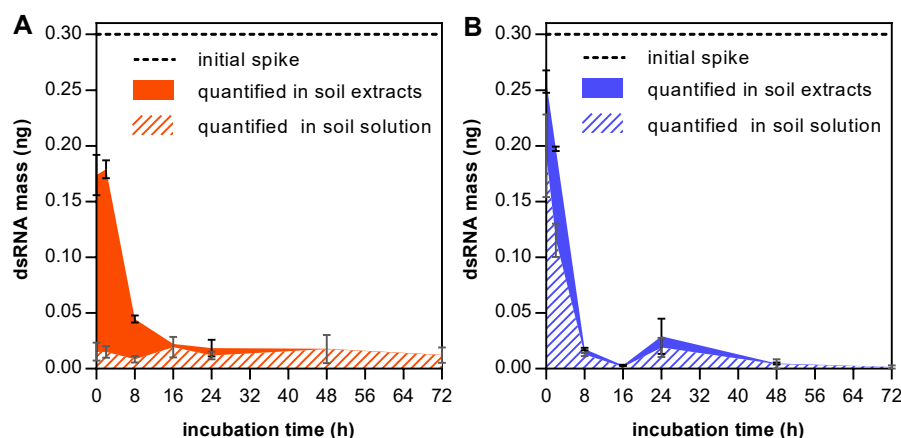 A
dsRNA mass (ng)
0.30
0.25
0.20
0.15
0.10
0.05
0.00
initial spike
quantified in soil extracts
quantified in soil solution
0 8 16 24 32 40 48 56 64 72
incubation time (h)
B
dsRNA mass (ng)
0.30
0.25
0.20
0.15
0.10
0.05
0.00
initial spike
quantified in soil extracts
quantified in soil solution
0 8 16 24 32 40 48 56 64 72
incubation time (h)